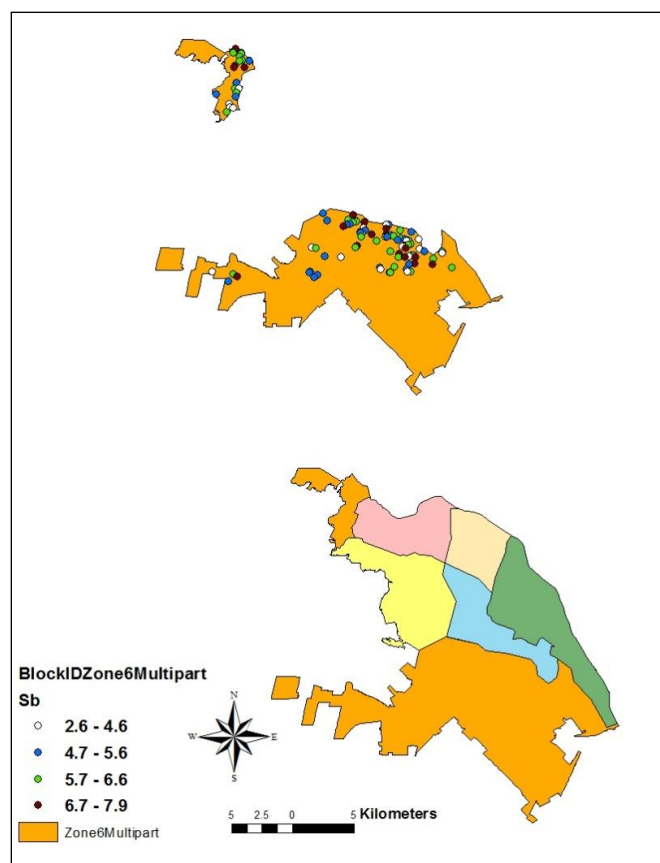 BlockIDZone6Multipart
Sb
2.6 - 4.6
4.7 - 5.6
5.7 - 6.6
6.7 - 7.9
Zone6Multipart
N
W E
S
5 2.5 0 5 Kilometers